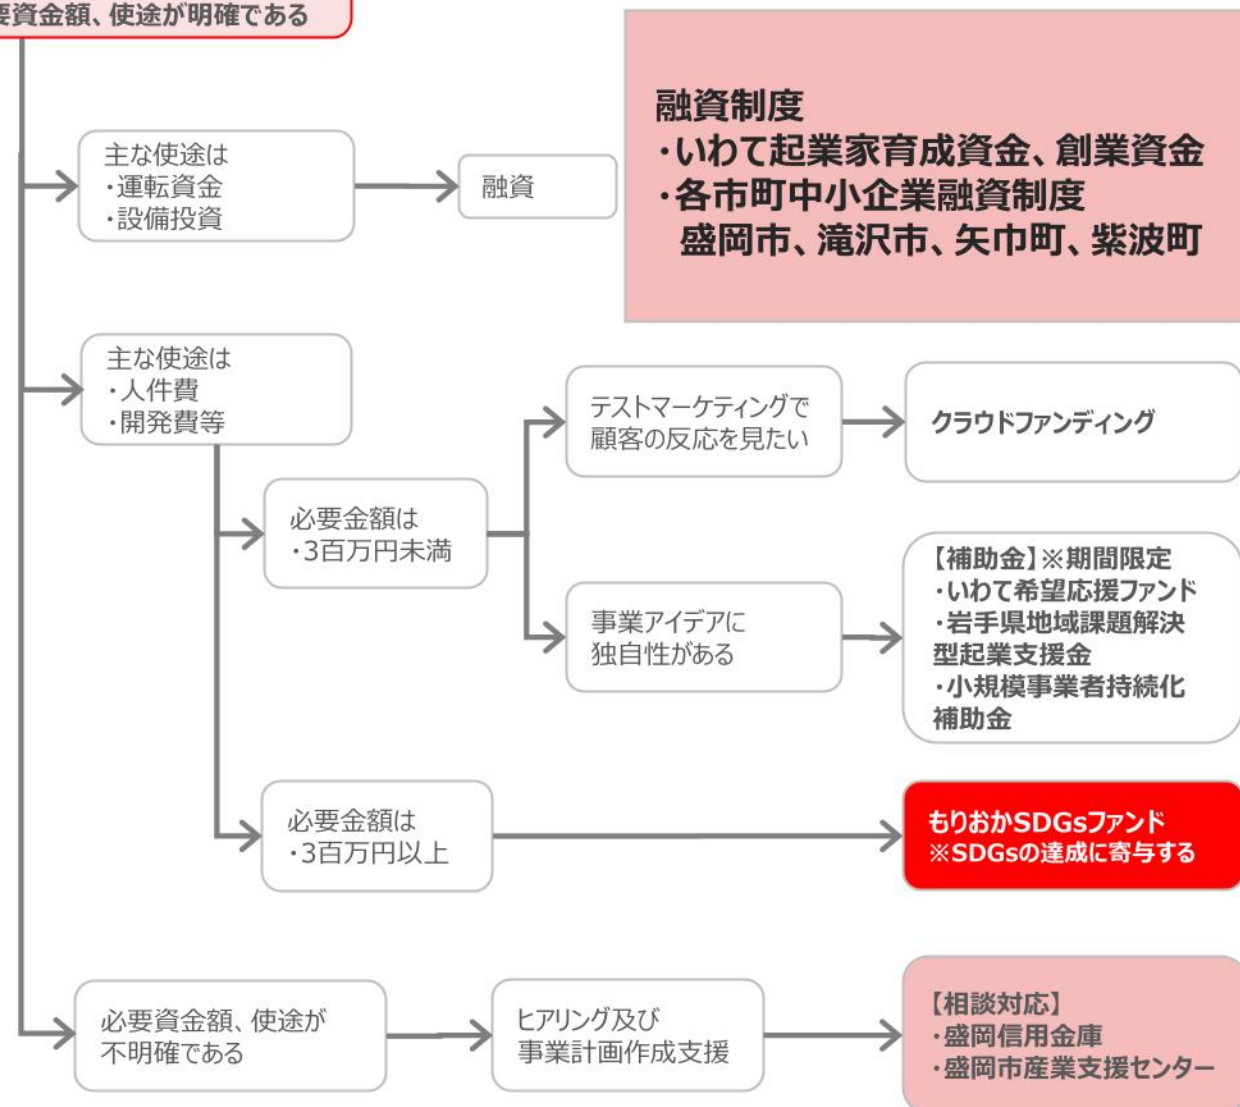 要資金額、使途が明確である
融資制度
・いわて起業家育成資金、創業資金
・各市町中小企業融資制度
盛岡市、滝沢市、矢巾町、紫波町
主な使途は
・運転資金
・設備投資
融資
主な使途は
・人件費
・開発費等
テストマーケティングで
顧客の反応を見たい
クラウドファンディング
必要金額は
・3百万円未満
事業アイデアに
独自性がある
【補助金】※期間限定
・いわて希望応援ファンド
・岩手県地域課題解決
型起業支援金
・小規模事業者持続化
補助金
必要金額は
・3百万円以上
もりおかSDGsファンド
※SDGsの達成に寄与する
必要資金額、使途が
不明確である
ヒアリング及び
事業計画作成支援
【相談対応】
・盛岡信用金庫
・盛岡市産業支援センター